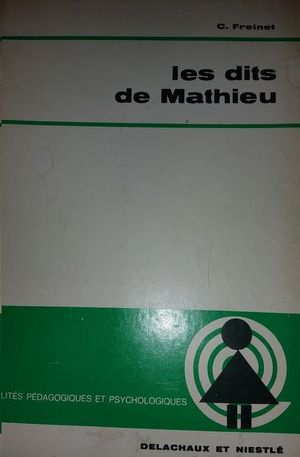 C. Freinet
les dits
de Mathieu
LITÉS PÉDAGOGIQUES ET PSYCHOLOGIQUES
DELACHAUX ET NIESTLÉ